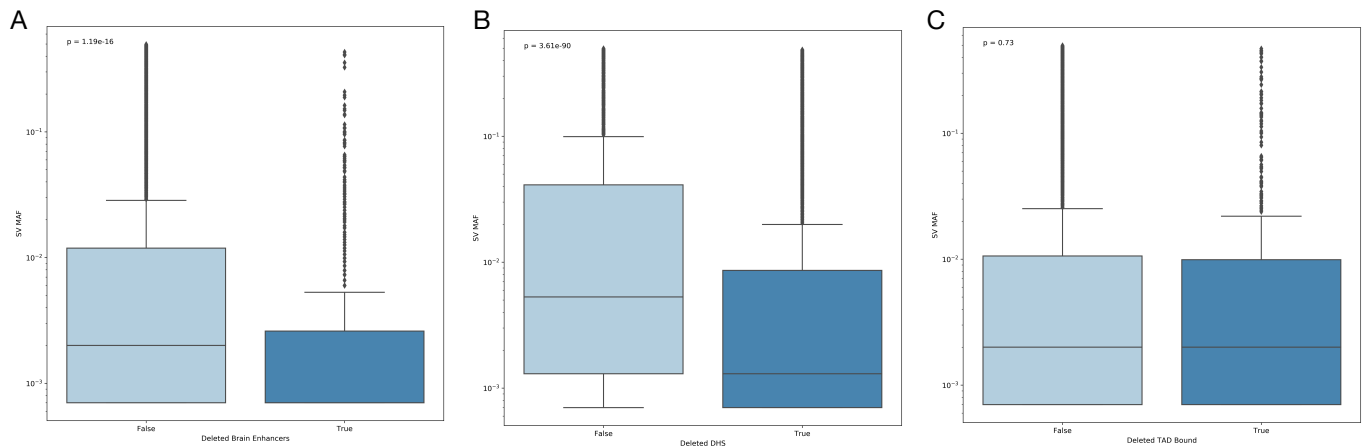 A
p = 1.19e-16
10⁻¹
10⁻²
10⁻³
SV MAF
False
True
Deleted Brain Enhancers
B
p = 3.61e-90
10⁻¹
10⁻²
10⁻³
SV MAF
False
True
Deleted DHS
C
p = 0.73
10⁻¹
10⁻²
10⁻³
SV MAF
False
True
Deleted TAD Bound